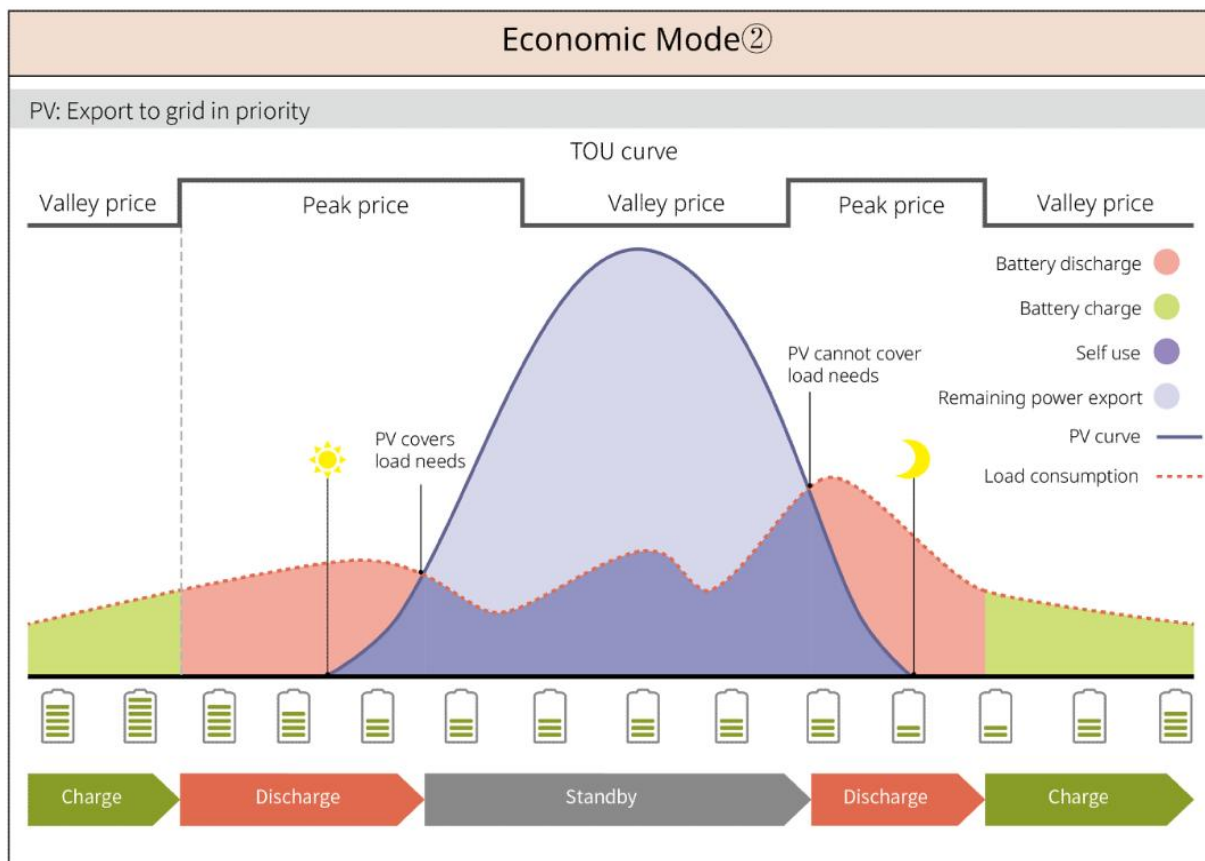 Economic Mode②
PV: Export to grid in priority
TOU curve
Valley price
Peak price
Valley price
Peak price
Valley price
Battery discharge
Battery charge
Self use
Remaining power export
PV curve
Load consumption
PV cannot cover
load needs
PV covers
load needs
Charge
Discharge
Standby
Discharge
Charge